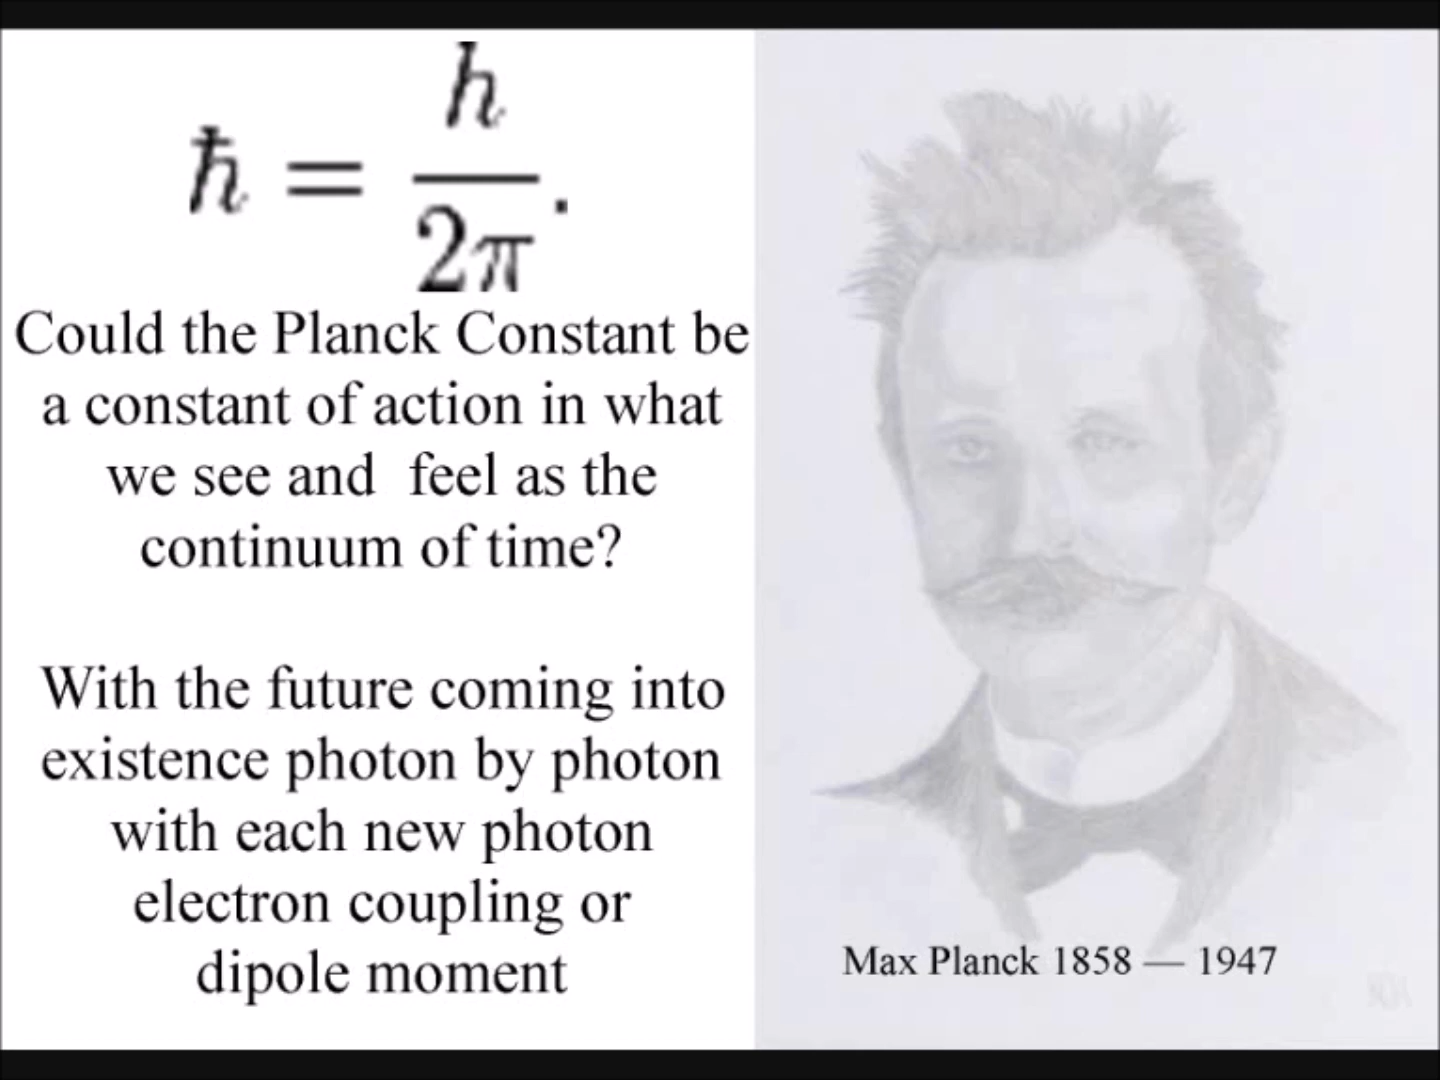 ħ = h / 2π.
Could the Planck Constant be
a constant of action in what
we see and feel as the
continuum of time?
With the future coming into
existence photon by photon
with each new photon
electron coupling or
dipole moment
Max Planck 1858 — 1947